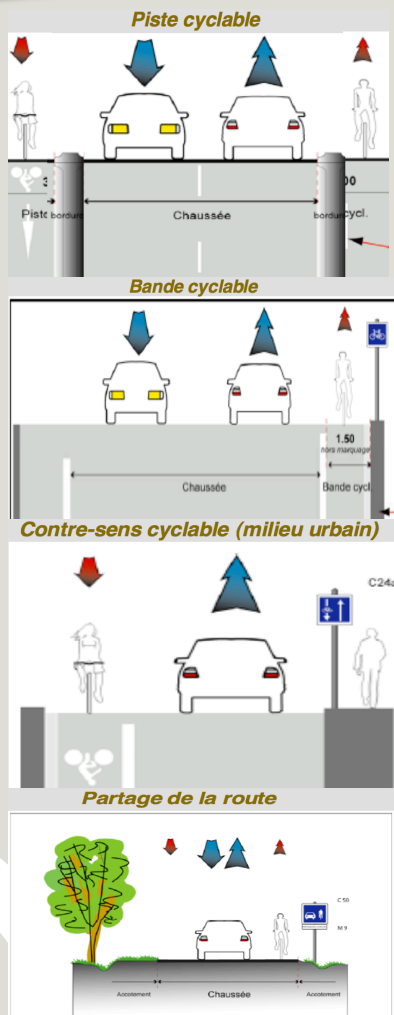 Piste cyclable
Piste
bordure
Chaussée
bordure
cycl.
Bande cyclable
1.50
hors marquage
Chaussée
Bande cycl.
Contre-sens cyclable (milieu urbain)
C24a
Partage de la route
C 50
M 9
Accotement
Chaussée
Accotement